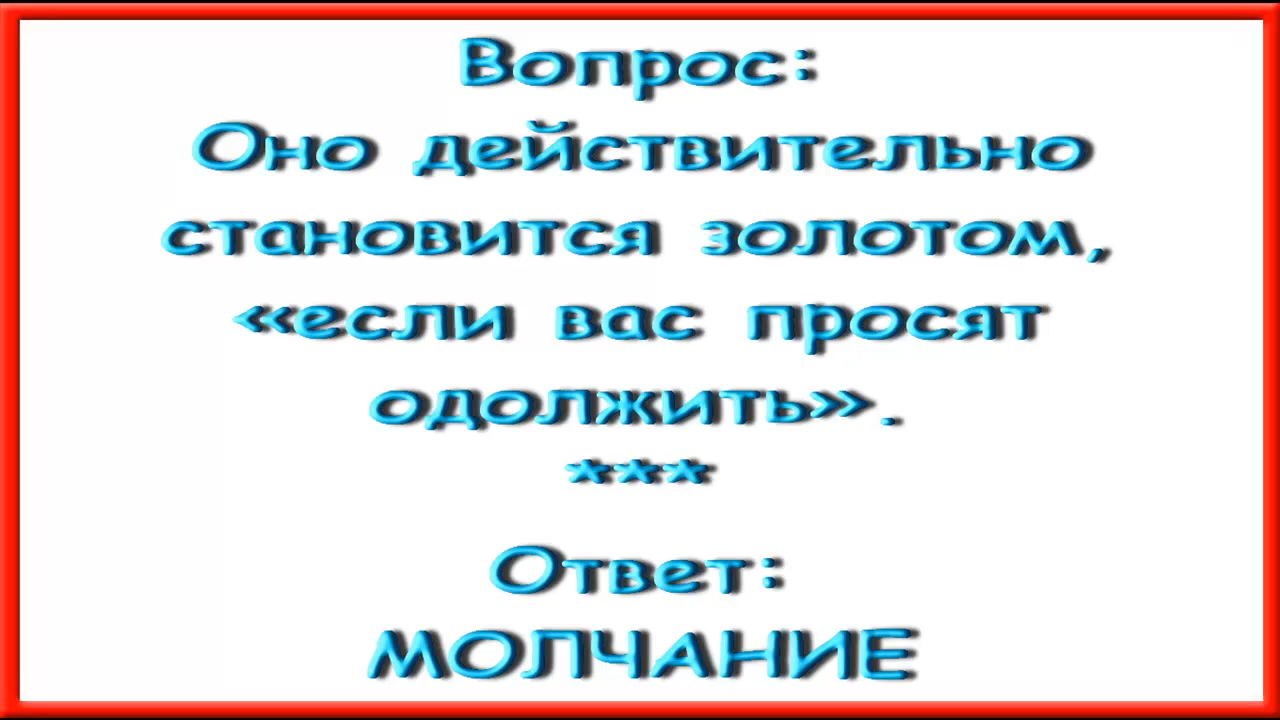 Вопрос:
Оно действительно
становится золотом,
«если вас просят
одолжить».
***
Ответ:
МОЛЧАНИЕ